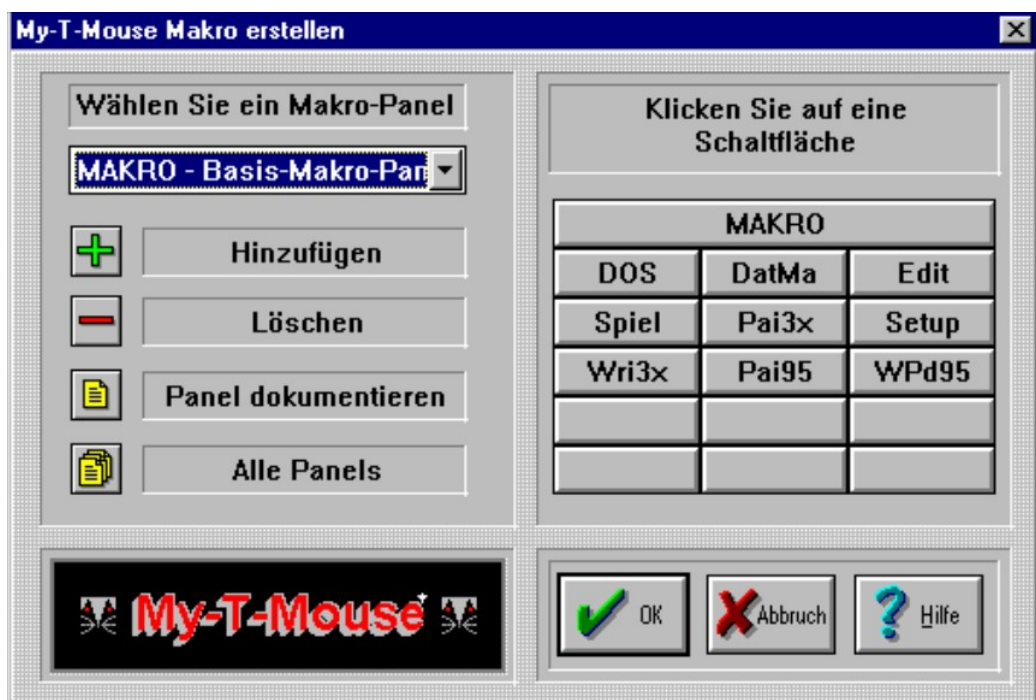 My-T-Mouse Makro erstellen
Wählen Sie ein Makro-Panel
MAKRO - Basis-Makro-Pan
Hinzufügen
Löschen
Panel dokumentieren
Alle Panels
Klicken Sie auf eine
Schaltfläche
MAKRO
DOS DatMa Edit
Spiel Pai3x Setup
Wri3x Pai95 WPd95
My-T-Mouse
OK Abbruch Hilfe